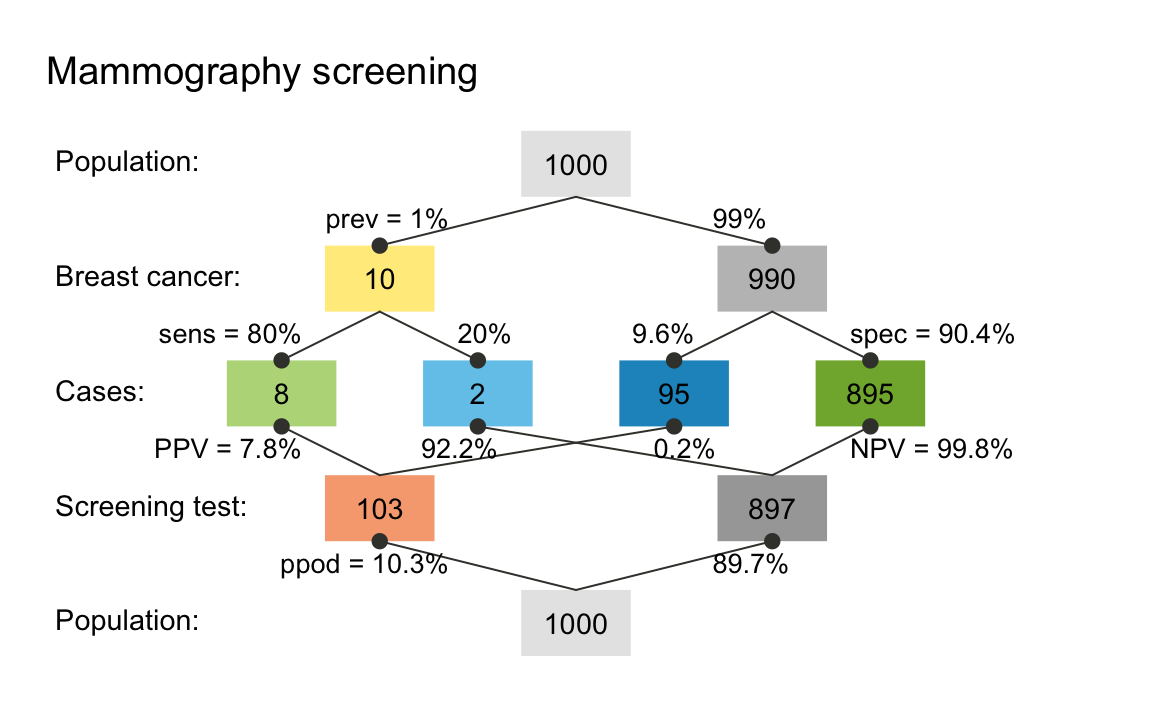 Mammography screening
Population:
1000
prev = 1%
99%
Breast cancer:
10
990
sens = 80%
20%
9.6%
spec = 90.4%
Cases:
8
2
95
895
PPV = 7.8%
92.2%
0.2%
NPV = 99.8%
Screening test:
103
897
ppod = 10.3%
89.7%
Population:
1000